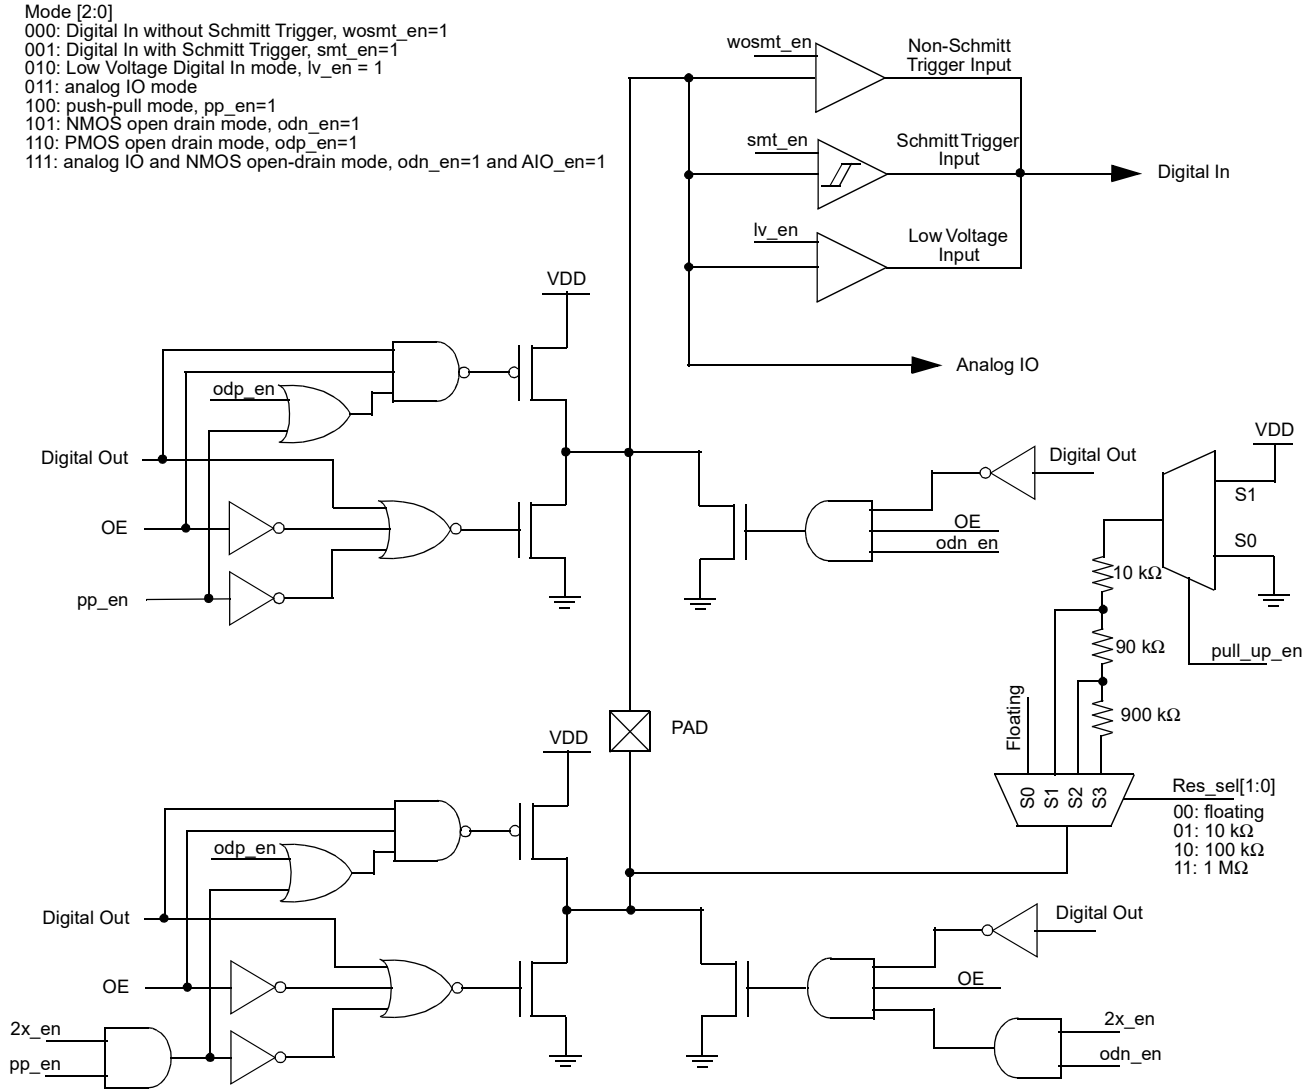 Mode [2:0]
000: Digital In without Schmitt Trigger, wosmt_en=1
001: Digital In with Schmitt Trigger, smt_en=1
010: Low Voltage Digital In mode, lv_en = 1
011: analog IO mode
100: push-pull mode, pp_en=1
101: NMOS open drain mode, odn_en=1
110: PMOS open drain mode, odp_en=1
111: analog IO and NMOS open-drain mode, odn_en=1 and AIO_en=1
wosmt_en
Non-Schmitt
Trigger Input
smt_en
Schmitt Trigger
Input
Digital In
lv_en
Low Voltage
Input
Analog IO
VDD
odp_en
Digital Out
OE
pp_en
Digital Out
OE
odn_en
VDD
S1
S0
10 kΩ
90 kΩ
pull_up_en
900 kΩ
Floating
PAD
S0
S1
S2
S3
Res_sel[1:0]
00: floating
01: 10 kΩ
10: 100 kΩ
11: 1 MΩ
VDD
odp_en
Digital Out
OE
2x_en
pp_en
Digital Out
OE
2x_en
odn_en